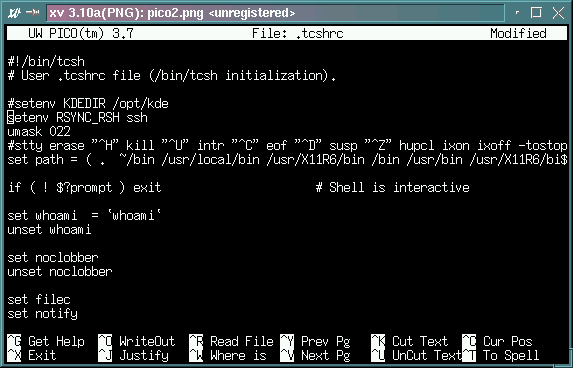 xv 3.10a(PNG): pico2.png <unregistered>
UW PICO(tm) 3.7 File: .tcshrc Modified
#!/bin/tcsh
# User .tcshrc file (/bin/tcsh initialization).
#setenv KDEDIR /opt/kde
setenv RSYNC_RSH ssh
umask 022
#stty erase "^H" kill "^U" intr "^C" eof "^D" susp "^Z" hupcl ixon ixoff -tostop
set path = ( . ~/bin /usr/local/bin /usr/X11R6/bin /bin /usr/bin /usr/X11R6/bi$
if ( ! $?prompt ) exit # Shell is interactive
set whoami = `whoami`
unset whoami
set noclobber
unset noclobber
set filec
set notify
^G Get Help ^O WriteOut ^R Read File ^Y Prev Pg ^K Cut Text ^C Cur Pos
^X Exit ^J Justify ^W Where is ^V Next Pg ^U UnCut Text^T To Spell